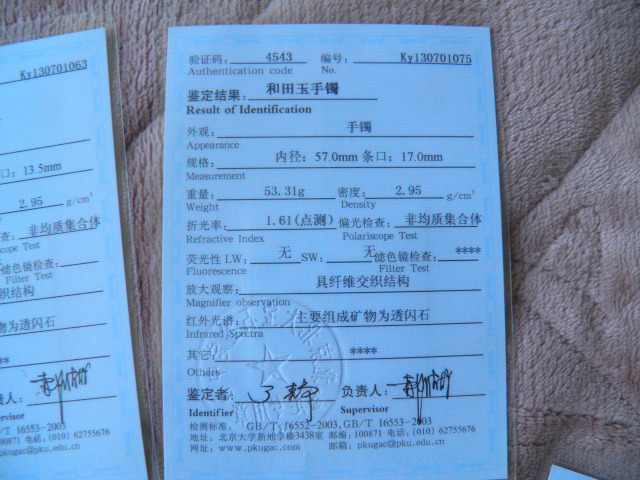 Ky130701063
口：13.5mm
2.95 g/cm³
查：非均质集合体
ope Test
滤色镜检查：
Filter Test
织结构
物为透闪石
****
负责人：
Supervisor
GB/T 16553-2003
100871 电话：(010) 62755676
@pku.edu.cn
验证码： 4543 编号： Ky130701075
Authentication code No.
鉴定结果： 和田玉手镯
Result of Identification
外观： 手镯
Appearance
规格： 内径：57.0mm 条口：17.0mm
Measurement
重量： 53.31g 密度： 2.95 g/cm³
Weight Density
折光率： 1.61(点测) 偏光检查： 非均质集合体
Refractive Index Polariscope Test
荧光性 LW： 无 SW： 无 滤色镜检查： ****
Fluorescence Filter Test
放大观察： 具纤维交织结构
Magnifier observation
红外光谱： 主要组成矿物为透闪石
Infrared Spectra
其它： ****
Others
鉴定者： 负责人：
Identifier Supervisor
检测标准： GB/T 16552-2003 GB/T 16553-2003
地址：北京大学新地学楼3438室 邮编：100871 电话：(010) 62755676
网址：www.pkugac.com 邮箱：pkugac@pku.edu.cn